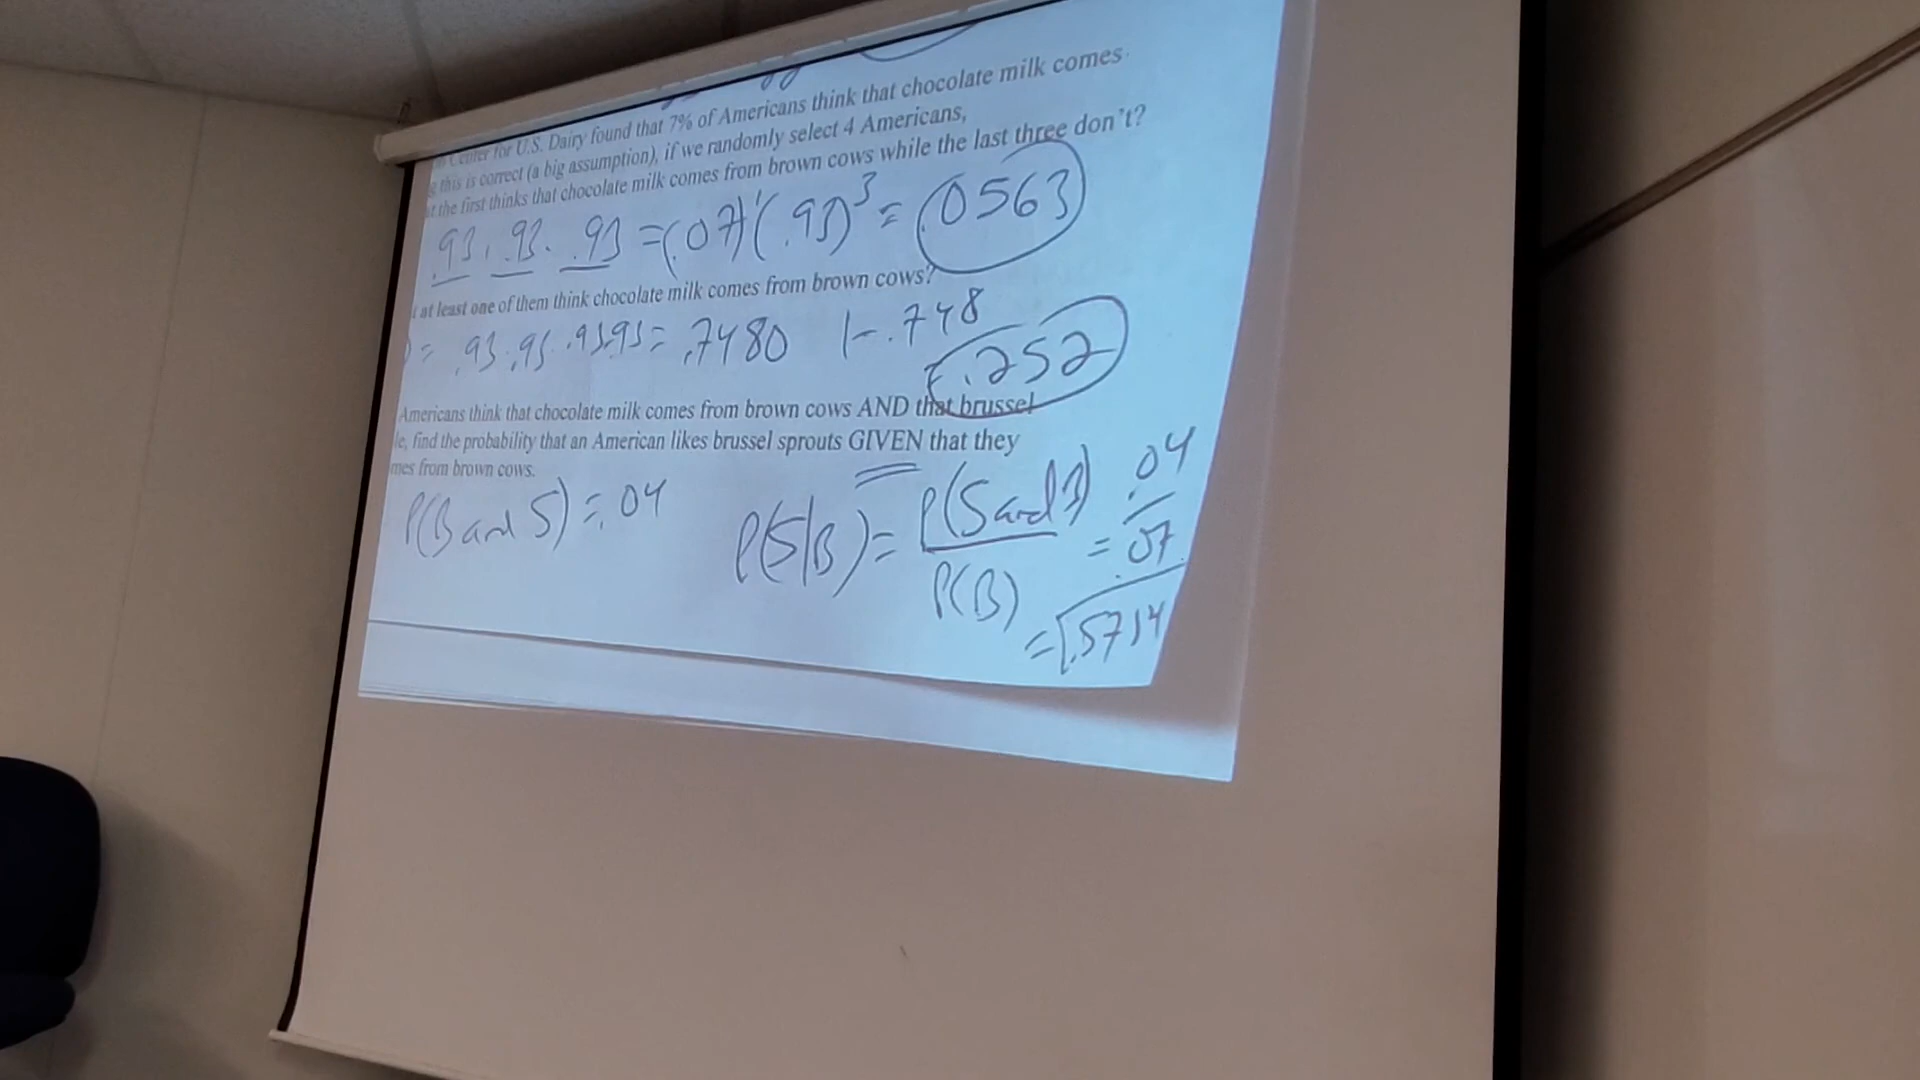 Center for U.S. Dairy found that 7% of Americans think that chocolate milk comes
this is correct (a big assumption), if we randomly select 4 Americans,
the first thinks that chocolate milk comes from brown cows while the last three don't?
.93 . .93 . .93 = (.07)¹(.93)³ = .0563
at least one of them think chocolate milk comes from brown cows?
= .93 . .93 . .93 .93 = .7480 1 - .748
= .252
Americans think that chocolate milk comes from brown cows AND that brussel
le, find the probability that an American likes brussel sprouts GIVEN that they
mes from brown cows.
P(B and S) = .04 P(S|B) = P(S and B) / P(B) = .04 / .07
= .5714